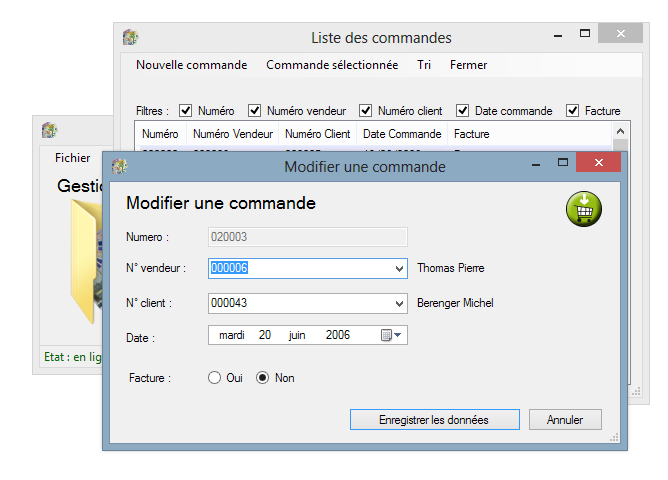 Liste des commandes
Nouvelle commande Commande sélectionnée Tri Fermer
Filtres : Numéro Numéro vendeur Numéro client Date commande Facture
Numéro Numéro Vendeur Numéro Client Date Commande Facture
Fichier
Modifier une commande
Modifier une commande
Numero : 020003
N° vendeur : 000006 Thomas Pierre
N° client : 000043 Berenger Michel
Date : mardi 20 juin 2006
Facture : Oui Non
Enregistrer les données Annuler
Etat : en